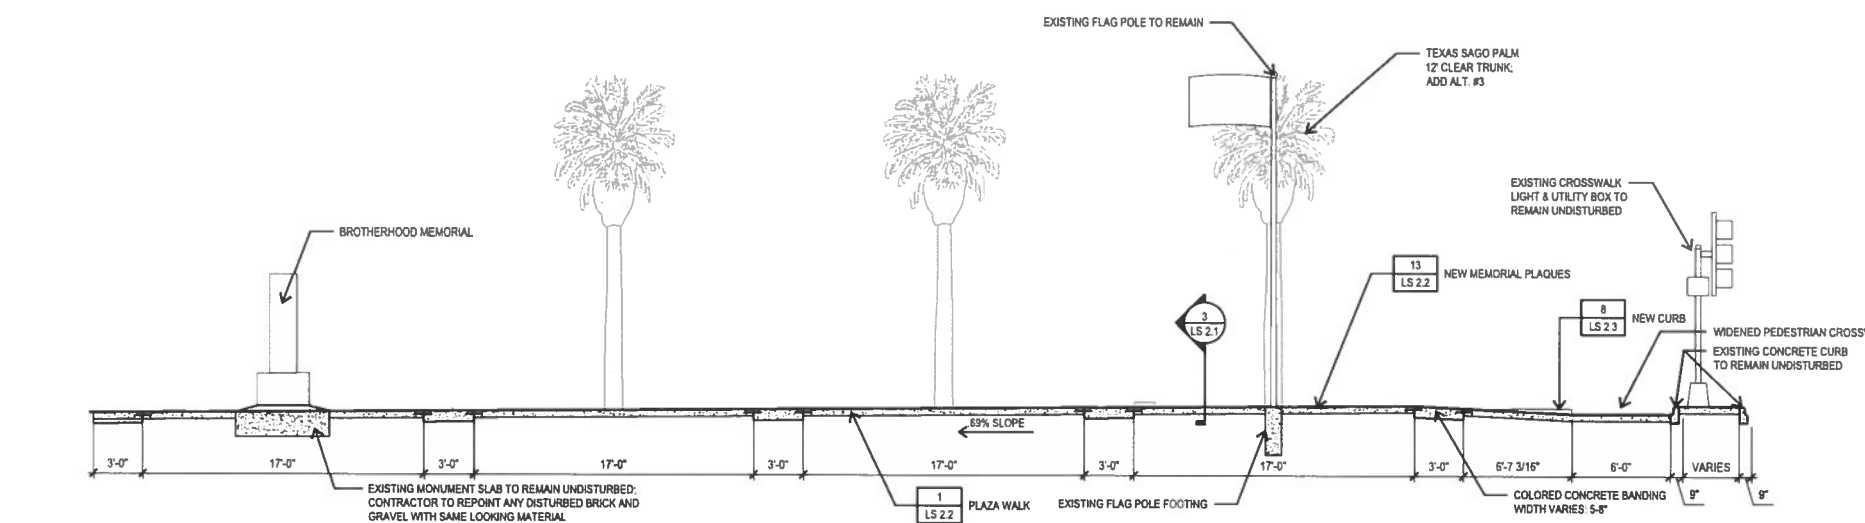 EXISTING FLAG POLE TO REMAIN
TEXAS SAGO PALM
12' CLEAR TRUNK;
ADD ALT. #3
EXISTING CROSSWALK
LIGHT & UTILITY BOX TO
REMAIN UNDISTURBED
BROTHERHOOD MEMORIAL
13
LS 2.2
NEW MEMORIAL PLAQUES
3
LS 2.1
8
LS 2.3
NEW CURB
WIDENED PEDESTRIAN CROSS
EXISTING CONCRETE CURB
TO REMAIN UNDISTURBED
.69% SLOPE
3'-0"
17'-0"
3'-0"
17'-0"
3'-0"
17'-0"
3'-0"
17'-0"
3'-0"
6'-7 3/16"
6'-0"
VARIES
9"
9"
EXISTING MONUMENT SLAB TO REMAIN UNDISTURBED;
CONTRACTOR TO REPOINT ANY DISTURBED BRICK AND
GRAVEL WITH SAME LOOKING MATERIAL
1
LS 2.2
PLAZA WALK
EXISTING FLAG POLE FOOTING
COLORED CONCRETE BANDING
WIDTH VARIES: 5-8"